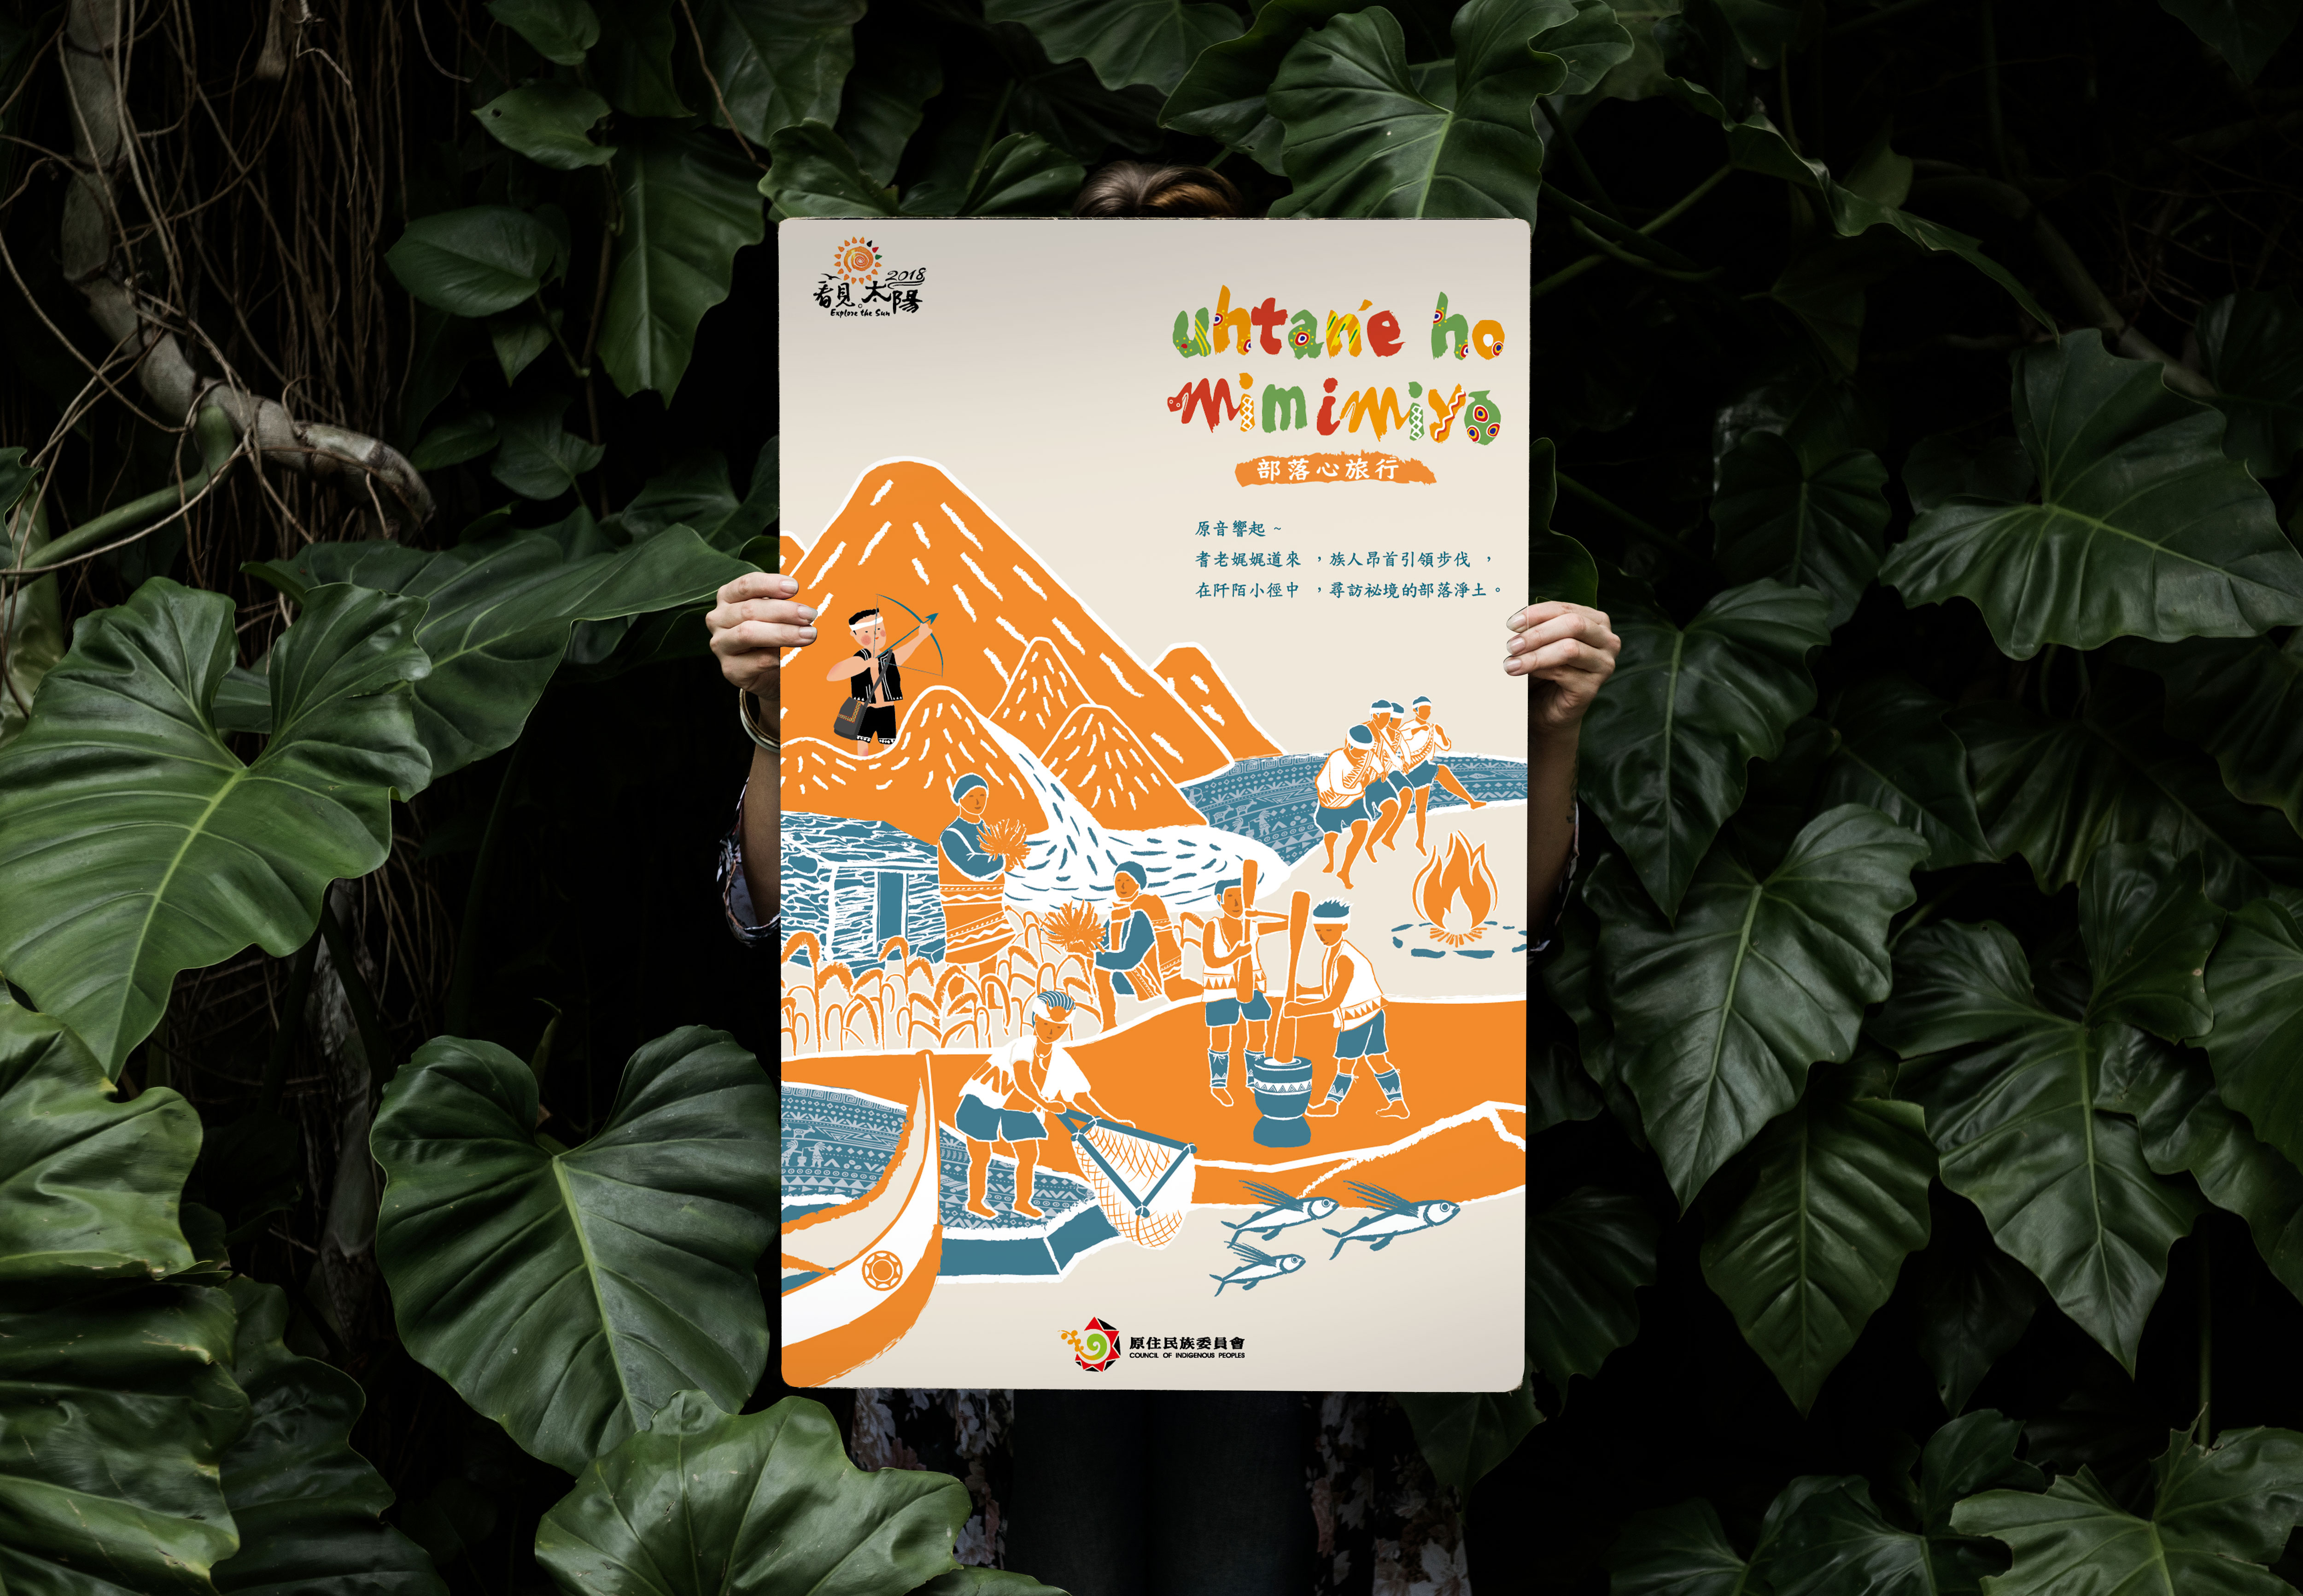 2018
看見。太陽
Explore the Sun
uhtan'e ho
mimimiyo
部落心旅行
原音響起 ~
耆老娓娓道來 ，族人昂首引領步伐 ，
在阡陌小徑中 ，尋訪祕境的部落淨土。
原住民族委員會
COUNCIL OF INDIGENOUS PEOPLES